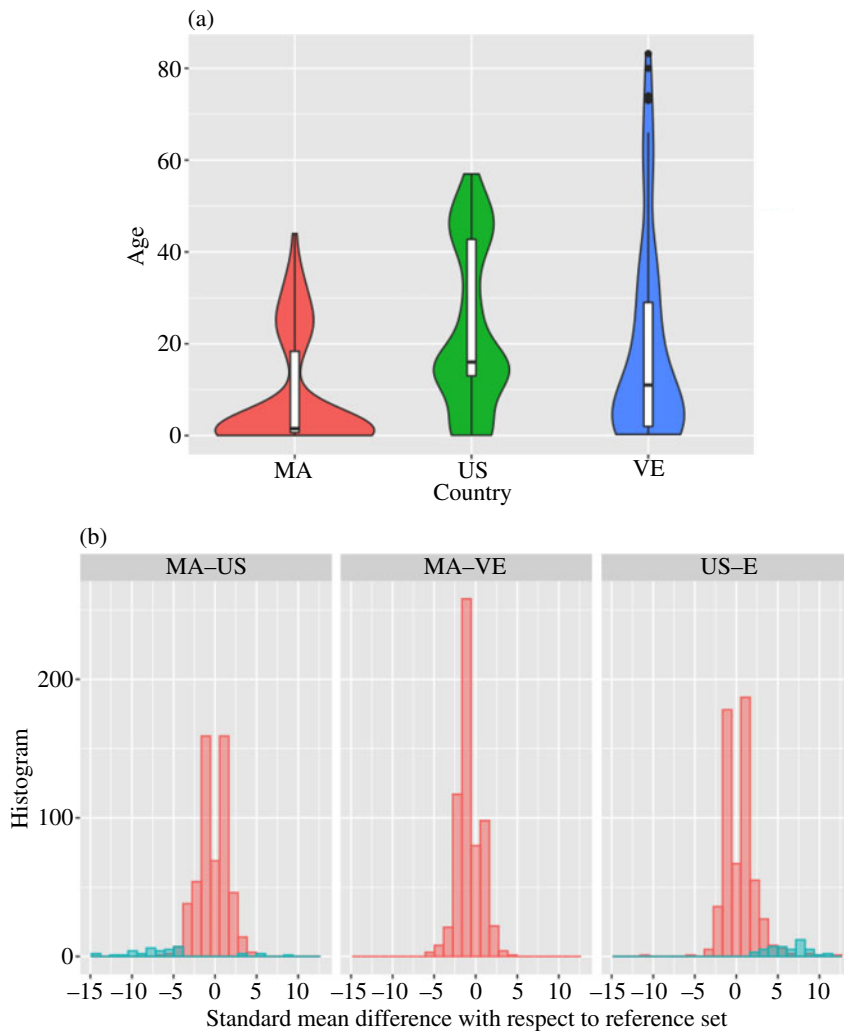 (a)
80
60
40
20
0
Age
MA US VE
Country
(b)
MA–US MA–VE US–E
200
100
0
Histogram
–15 –10 –5 0 5 10 –15 –10 –5 0 5 10 –15 –10 –5 0 5 10
Standard mean difference with respect to reference set